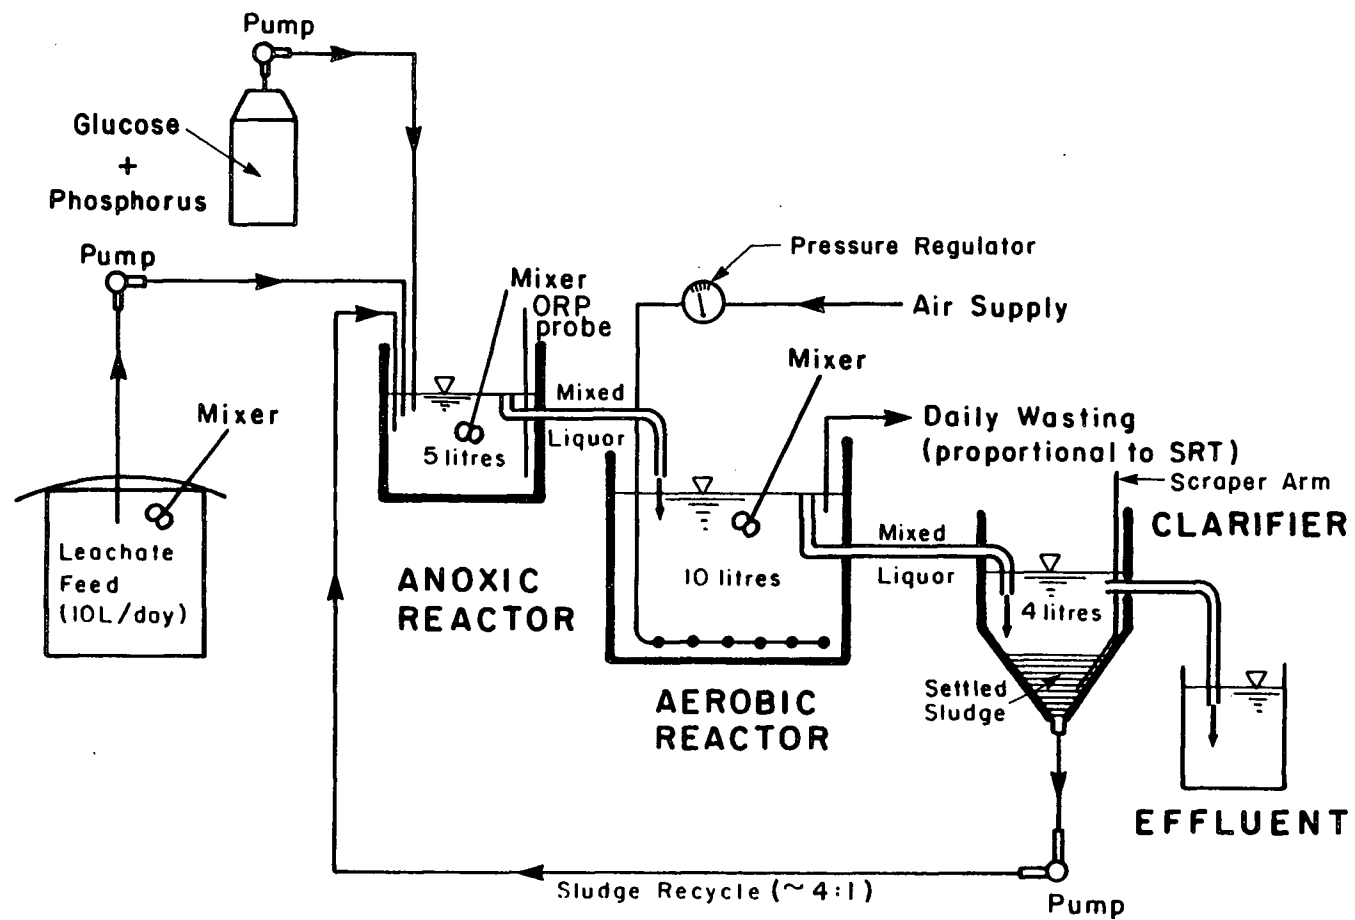 Pump
Glucose
+
Phosphorus
Pump
Pressure Regulator
Air Supply
Mixer
ORP
probe
Mixer
Mixer
Mixed
Liquor
5 litres
Daily Wasting
(proportional to SRT)
Scraper Arm
CLARIFIER
Leachate
Feed
(10L/day)
ANOXIC
REACTOR
10 litres
Mixed
Liquor
4 litres
AEROBIC
REACTOR
Settled
Sludge
EFFLUENT
Sludge Recycle (~4:1)
Pump